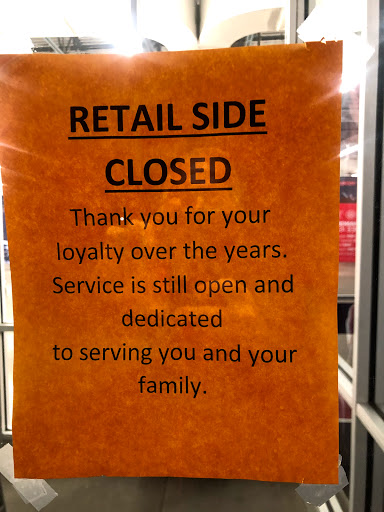 RETAIL SIDE
CLOSED
Thank you for your
loyalty over the years.
Service is still open and
dedicated
to serving you and your
family.